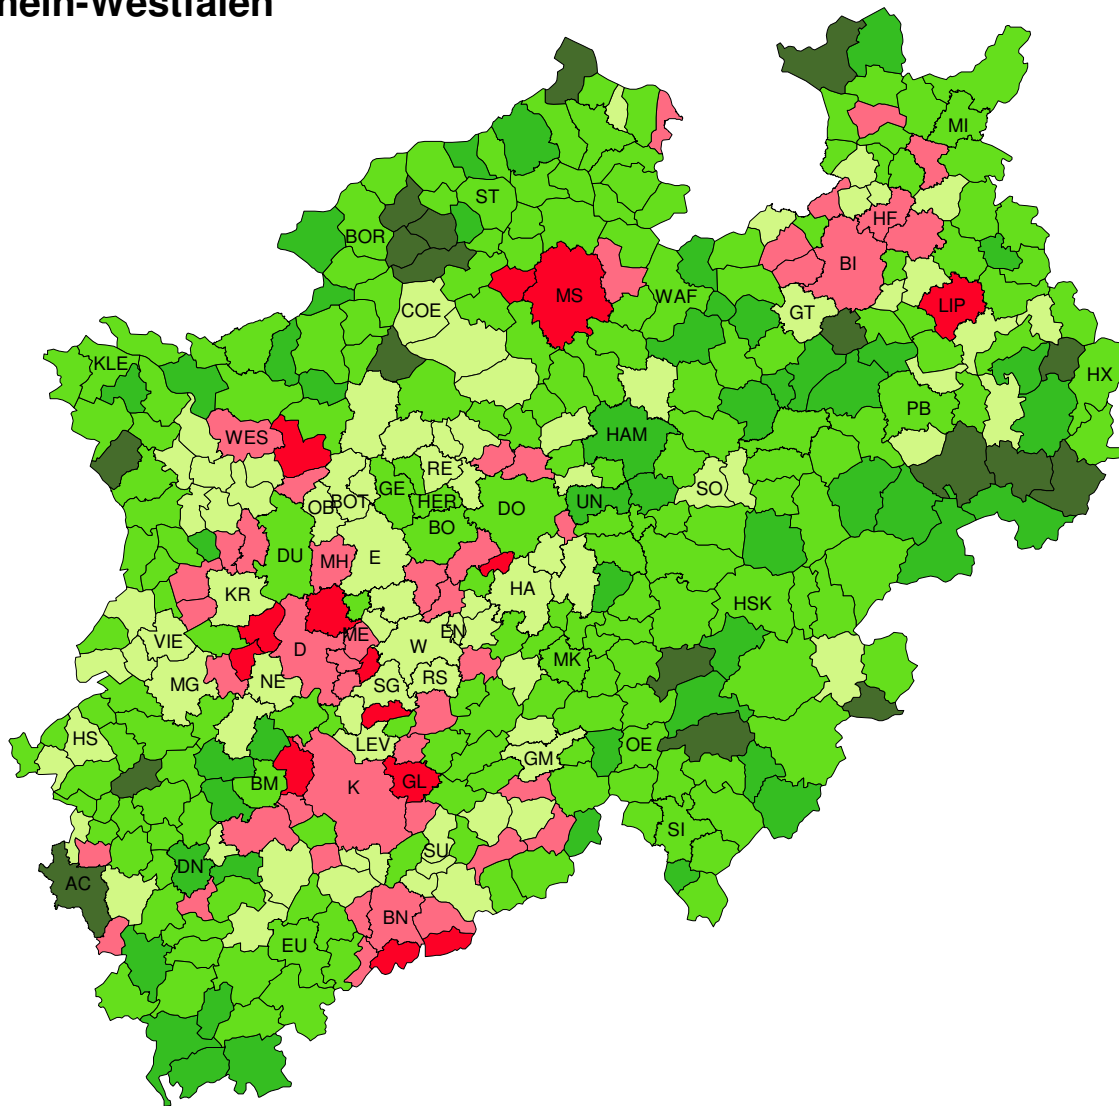 hein-Westfalen
MI
ST
HF
BOR
BI
MS
WAF
LIP
COE
GT
KLE
HX
PB
WES
HAM
RE
GE
SO
BOT
OB
HER
UN
DO
BO
DU
MH
E
HA
KR
HSK
EN
ME
VIE
W
D
MK
RS
NE
MG
SG
HS
LEV
OE
GM
BM
GL
K
SI
SU
DN
AC
BN
EU